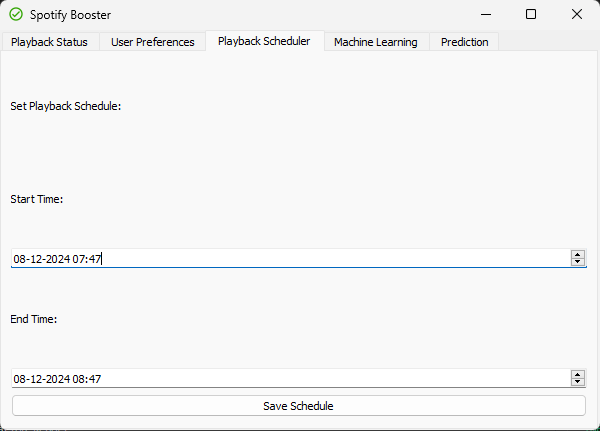 Spotify Booster
Playback Status User Preferences Playback Scheduler Machine Learning Prediction
Set Playback Schedule:
Start Time:
08-12-2024 07:47
End Time:
08-12-2024 08:47
Save Schedule